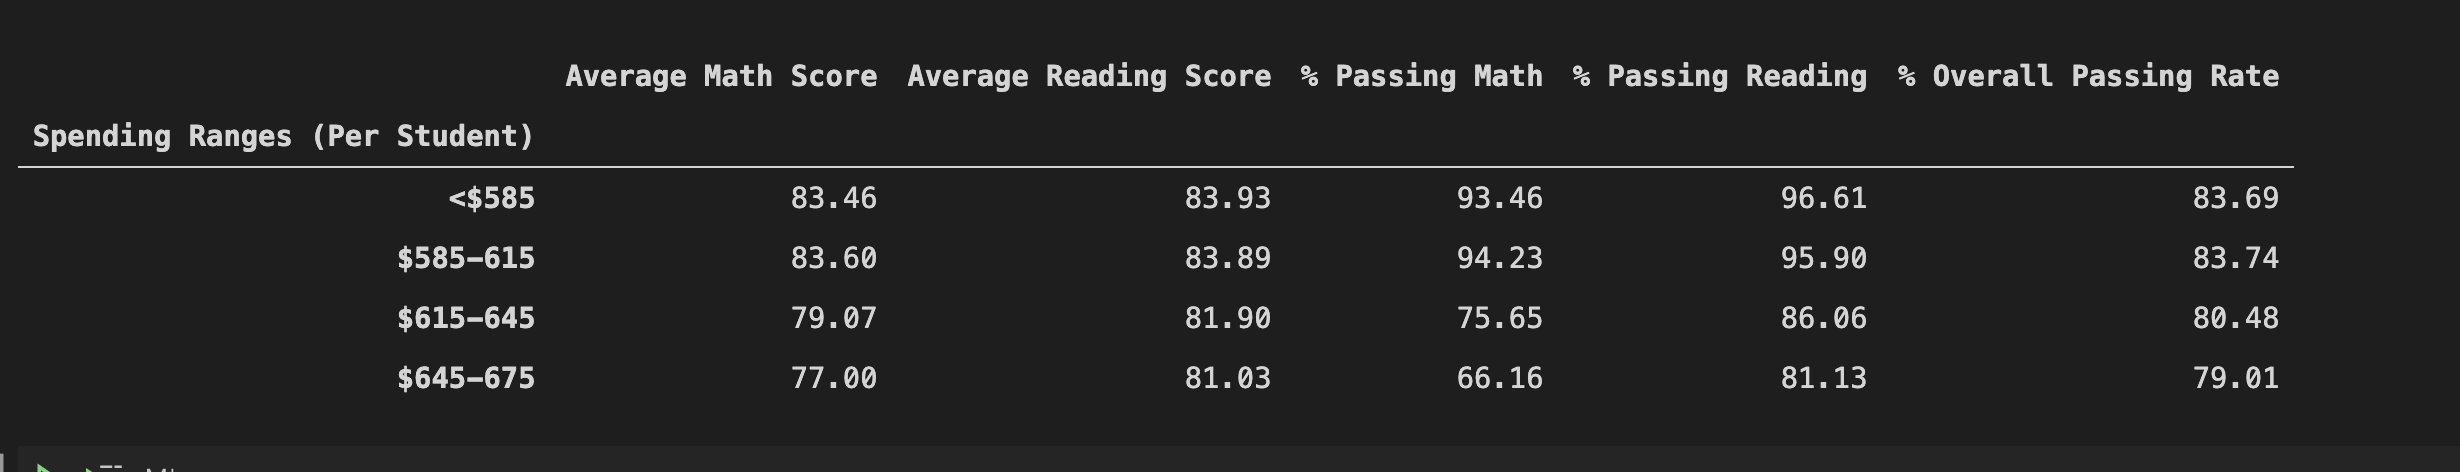 Average Math Score Average Reading Score % Passing Math % Passing Reading % Overall Passing Rate
Spending Ranges (Per Student)
<$585 83.46 83.93 93.46 96.61 83.69
$585-615 83.60 83.89 94.23 95.90 83.74
$615-645 79.07 81.90 75.65 86.06 80.48
$645-675 77.00 81.03 66.16 81.13 79.01